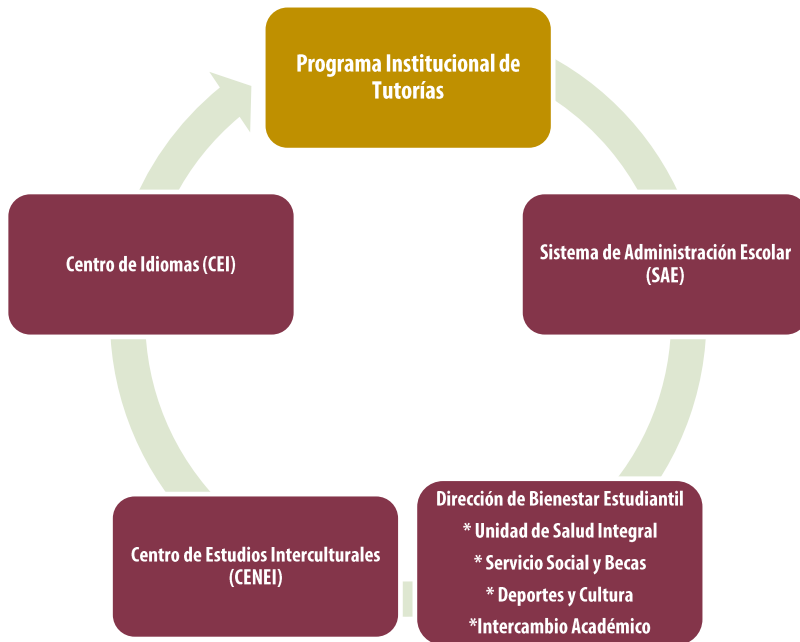 Programa Institucional de
Tutorías
Sistema de Administración Escolar
(SAE)
Dirección de Bienestar Estudiantil
* Unidad de Salud Integral
* Servicio Social y Becas
* Deportes y Cultura
*Intercambio Académico
Centro de Estudios Interculturales
(CENEI)
Centro de Idiomas (CEI)